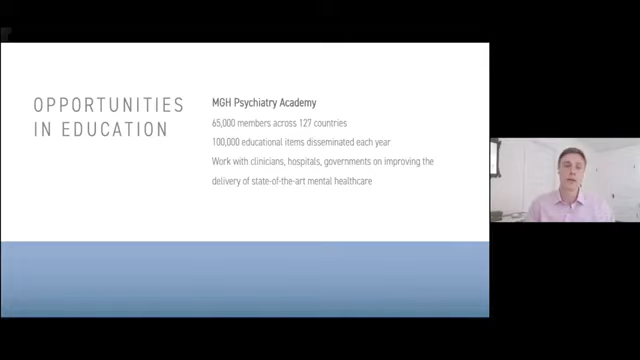 OPPORTUNITIES
IN EDUCATION
MGH Psychiatry Academy
65,000 members across 127 countries
100,000 educational items disseminated each year
Work with clinicians, hospitals, governments on improving the
delivery of state-of-the-art mental healthcare